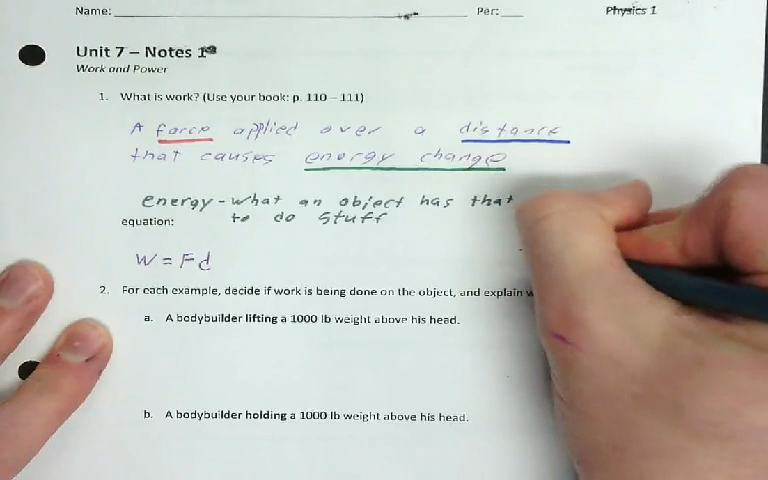 Name: Per: Physics 1
Unit 7 – Notes 1
Work and Power
1. What is work? (Use your book: p. 110 – 111)
A force applied over a distance
that causes energy change
energy - what an object has that
equation: to do stuff
W = Fd
2. For each example, decide if work is being done on the object, and explain
a. A bodybuilder lifting a 1000 lb weight above his head.
b. A bodybuilder holding a 1000 lb weight above his head.